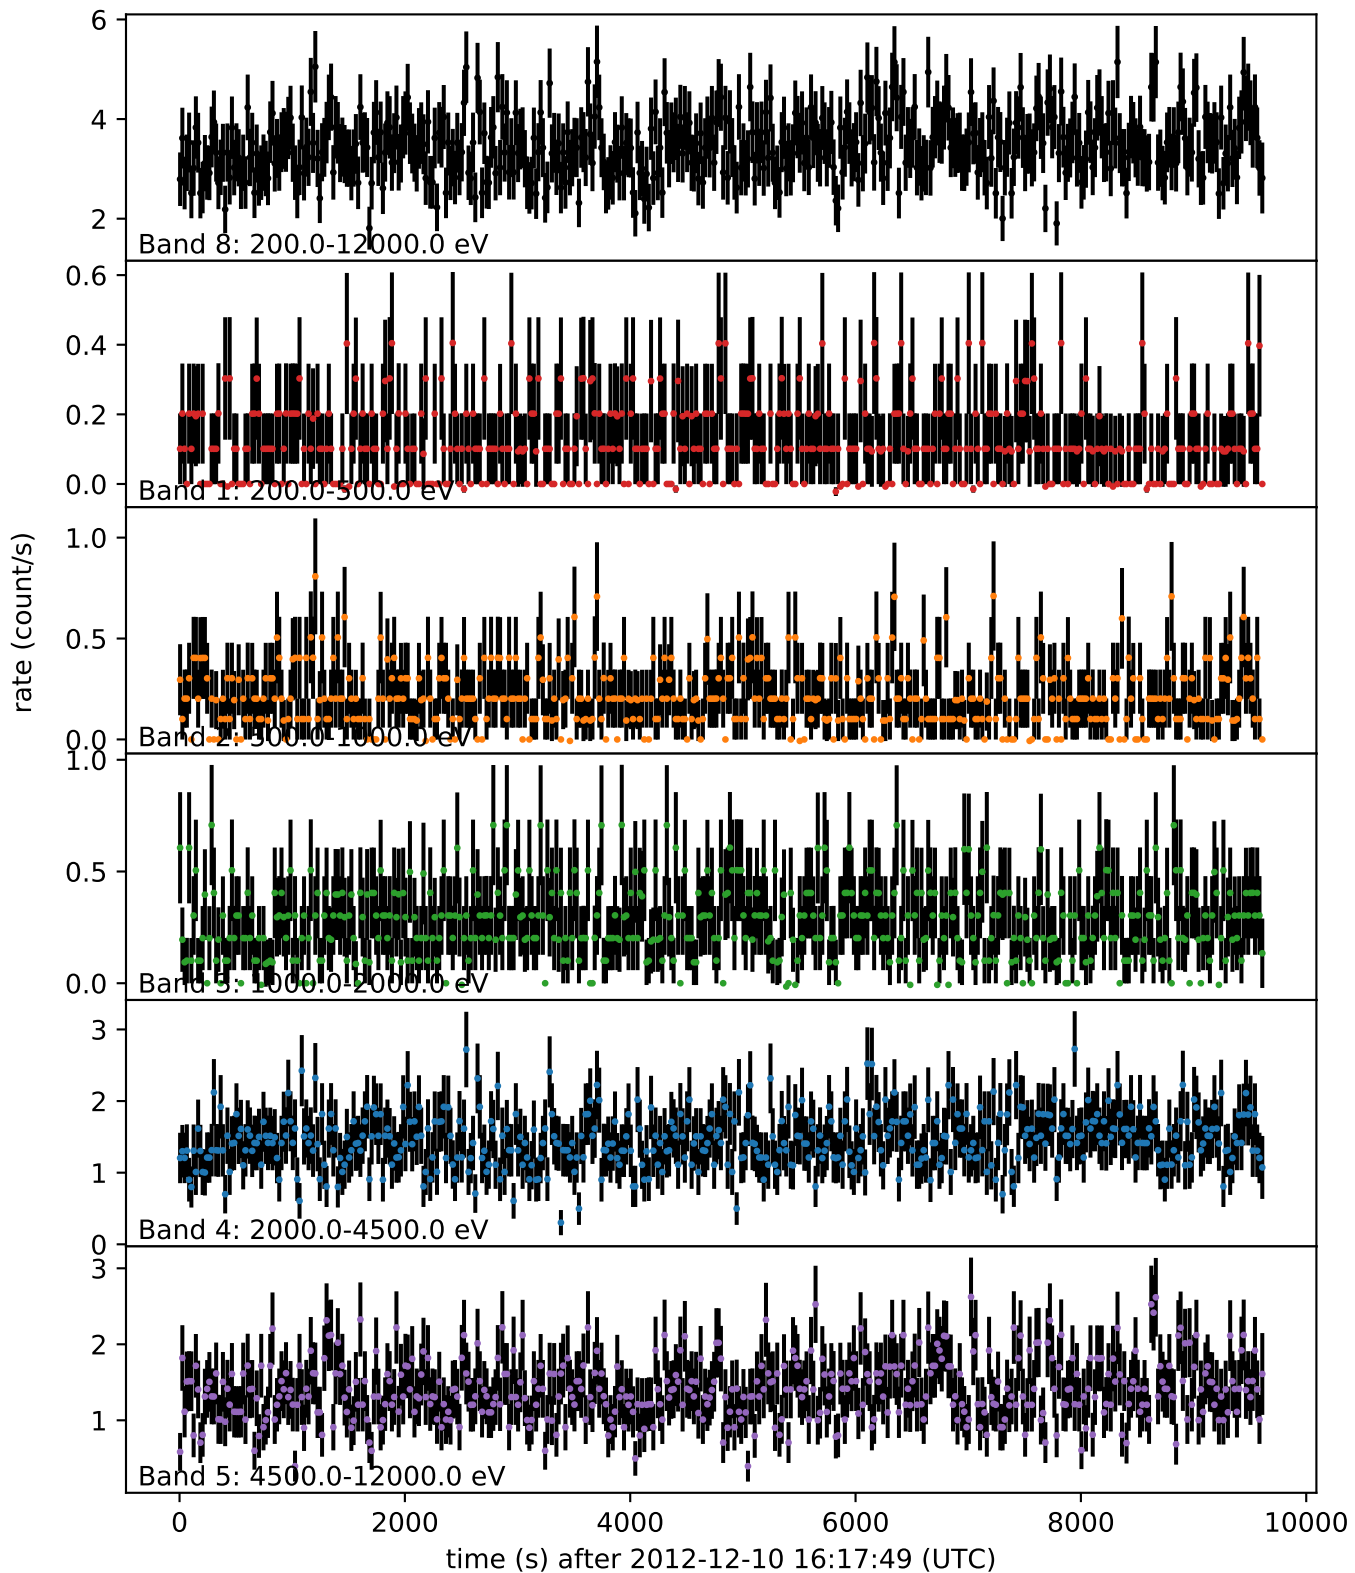 6
4
2
Band 8: 200.0-12000.0 eV
0.6
0.4
0.2
0.0
Band 1: 200.0-500.0 eV
rate (count/s)
1.0
0.5
0.0
Band 2: 500.0-1000.0 eV
1.0
0.5
0.0
Band 3: 1000.0-2000.0 eV
3
2
1
0
Band 4: 2000.0-4500.0 eV
3
2
1
Band 5: 4500.0-12000.0 eV
0 2000 4000 6000 8000 10000
time (s) after 2012-12-10 16:17:49 (UTC)